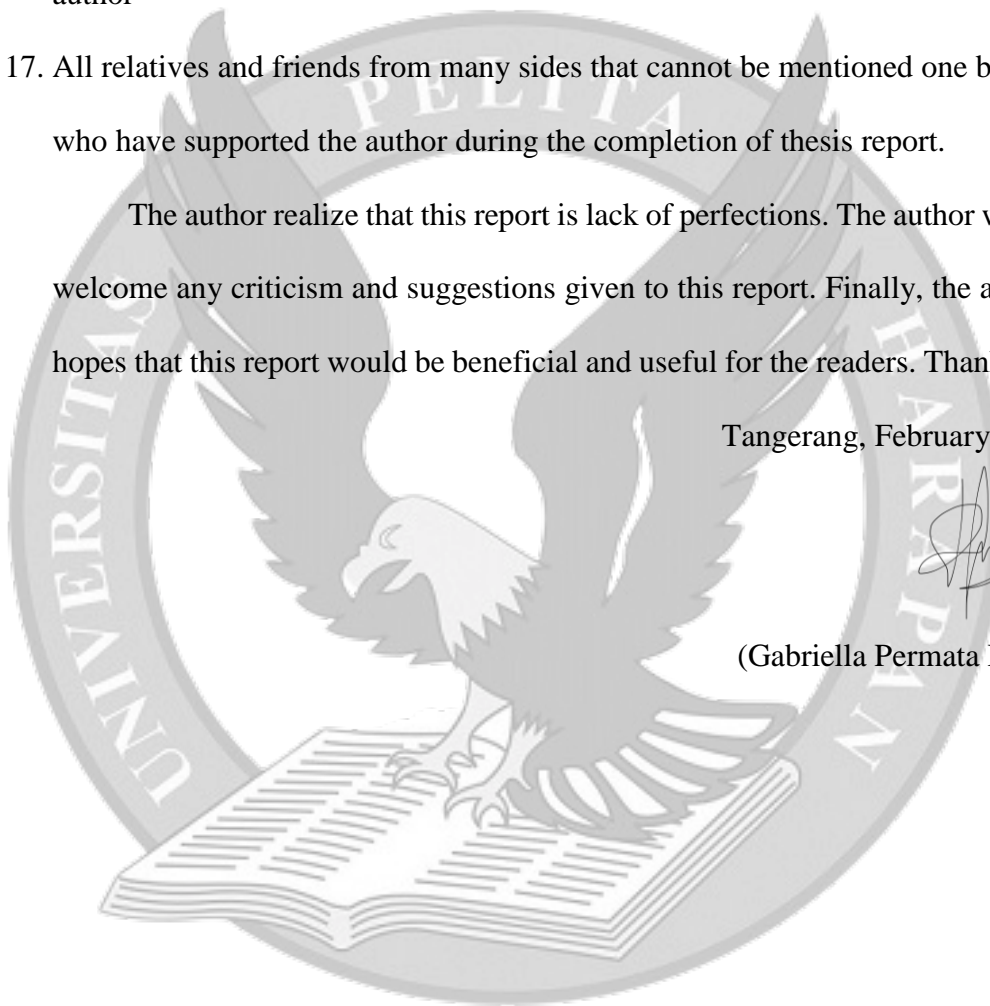 17. All relatives and friends from many sides that cannot be mentioned one b
who have supported the author during the completion of thesis report.
The author realize that this report is lack of perfections. The author
welcome any criticism and suggestions given to this report. Finally, the a
hopes that this report would be beneficial and useful for the readers. Than
Tangerang, February
(Gabriella Permata
UNIVERSITAS PELITA HARAPAN